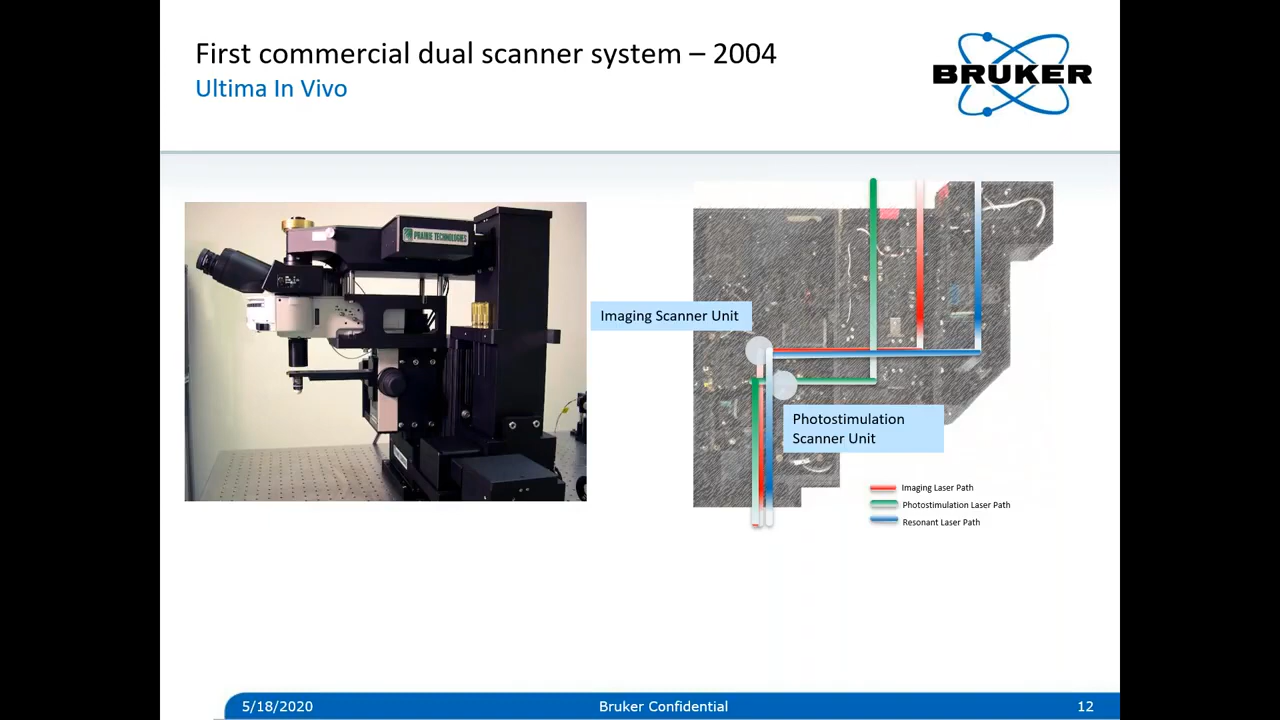 First commercial dual scanner system – 2004
Ultima In Vivo
BRUKER
PRAIRIE TECHNOLOGIES
Imaging Scanner Unit
Photostimulation
Scanner Unit
Imaging Laser Path
Photostimulation Laser Path
Resonant Laser Path
5/18/2020
Bruker Confidential
12